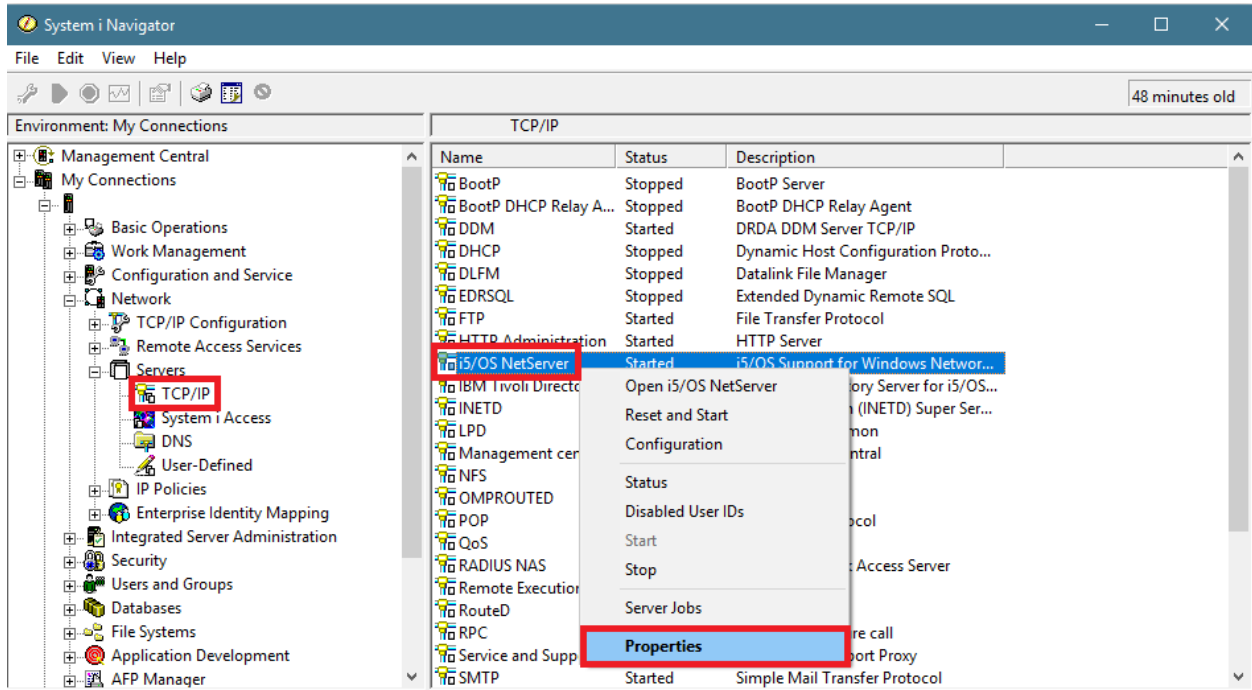 System i Navigator
File Edit View Help
48 minutes old
Environment: My Connections
TCP/IP
Management Central
My Connections
Basic Operations
Work Management
Configuration and Service
Network
TCP/IP Configuration
Remote Access Services
Servers
TCP/IP
System i Access
DNS
User-Defined
IP Policies
Enterprise Identity Mapping
Integrated Server Administration
Security
Users and Groups
Databases
File Systems
Application Development
AFP Manager
Name Status Description
BootP Stopped BootP Server
BootP DHCP Relay A... Stopped BootP DHCP Relay Agent
DDM Started DRDA DDM Server TCP/IP
DHCP Stopped Dynamic Host Configuration Proto...
DLFM Stopped Datalink File Manager
EDRSQL Stopped Extended Dynamic Remote SQL
FTP Started File Transfer Protocol
HTTP Administration Started HTTP Server
i5/OS NetServer Started i5/OS Support for Windows Networ...
IBM Tivoli Directo ory Server for i5/OS...
INETD (INETD) Super Ser...
LPD mon
Management cen ntral
NFS
OMPROUTED
POP ocol
QoS
RADIUS NAS Access Server
Remote Execution
RouteD
RPC re call
Service and Supp ort Proxy
SMTP Started Simple Mail Transfer Protocol
Open i5/OS NetServer
Reset and Start
Configuration
Status
Disabled User IDs
Start
Stop
Server Jobs
Properties